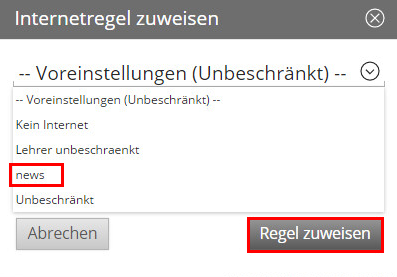 Internetregel zuweisen
-- Voreinstellungen (Unbeschränkt) --
-- Voreinstellungen (Unbeschränkt) --
Kein Internet
Lehrer unbeschraenkt
news
Unbeschränkt
Abrechen
Regel zuweisen